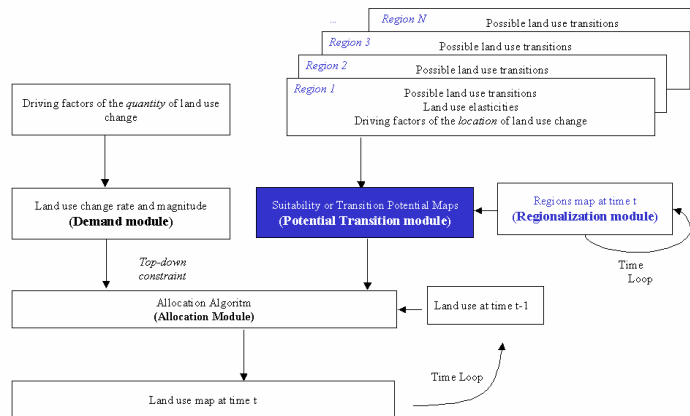 ... Region N Possible land use transitions
Region 3 Possible land use transitions
Region 2 Possible land use transitions
Region 1 Possible land use transitions
Land use elasticities
Driving factors of the location of land use change
Driving factors of the quantity of land use
change
Land use change rate and magnitude
(Demand module)
Suitability or Transition Potential Maps
(Potential Transition module)
Regions map at time t
(Regionalization module)
Time
Loop
Top-down
constraint
Allocation Algoritm
(Allocation Module)
Land use at time t-1
Time Loop
Land use map at time t